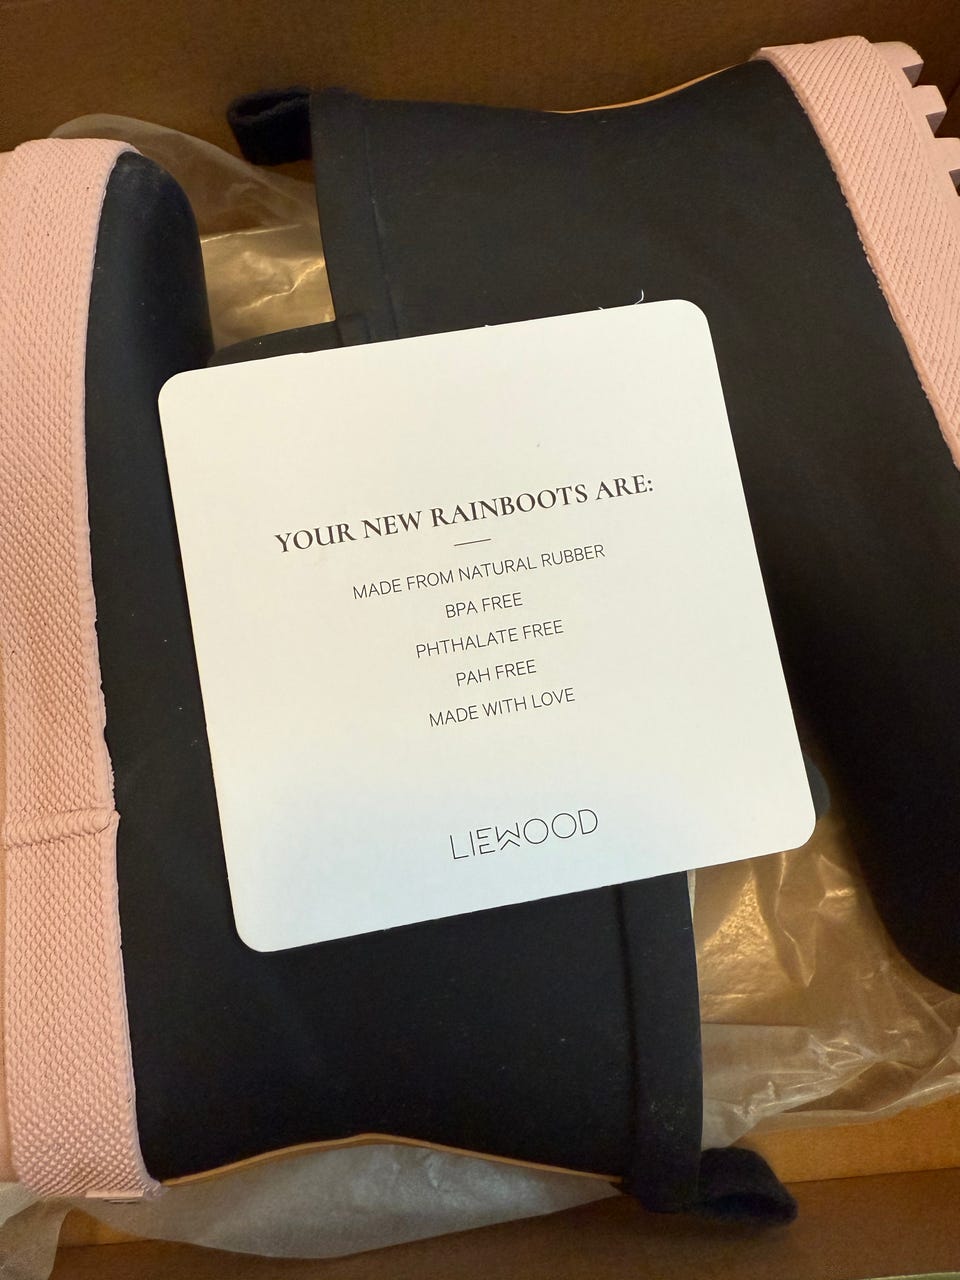 YOUR NEW RAINBOOTS ARE:
MADE FROM NATURAL RUBBER
BPA FREE
PHTHALATE FREE
PAH FREE
MADE WITH LOVE
LIEWOOD